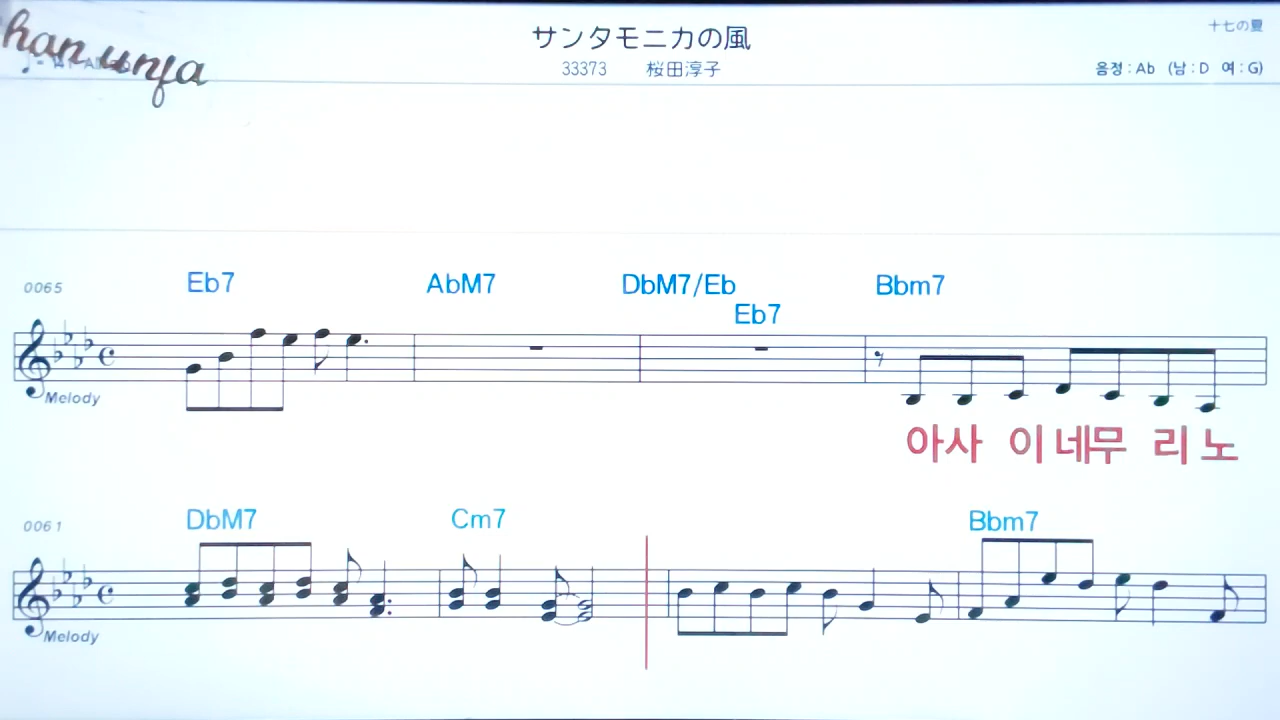 han unja
サンタモニカの風
十七の夏
33373 桜田淳子
음정 : Ab (남 : D 여 : G)
0065
Eb7 AbM7 DbM7/Eb Eb7 Bbm7
Melody
아사 이네무 리노
0061
DbM7 Cm7 Bbm7
Melody